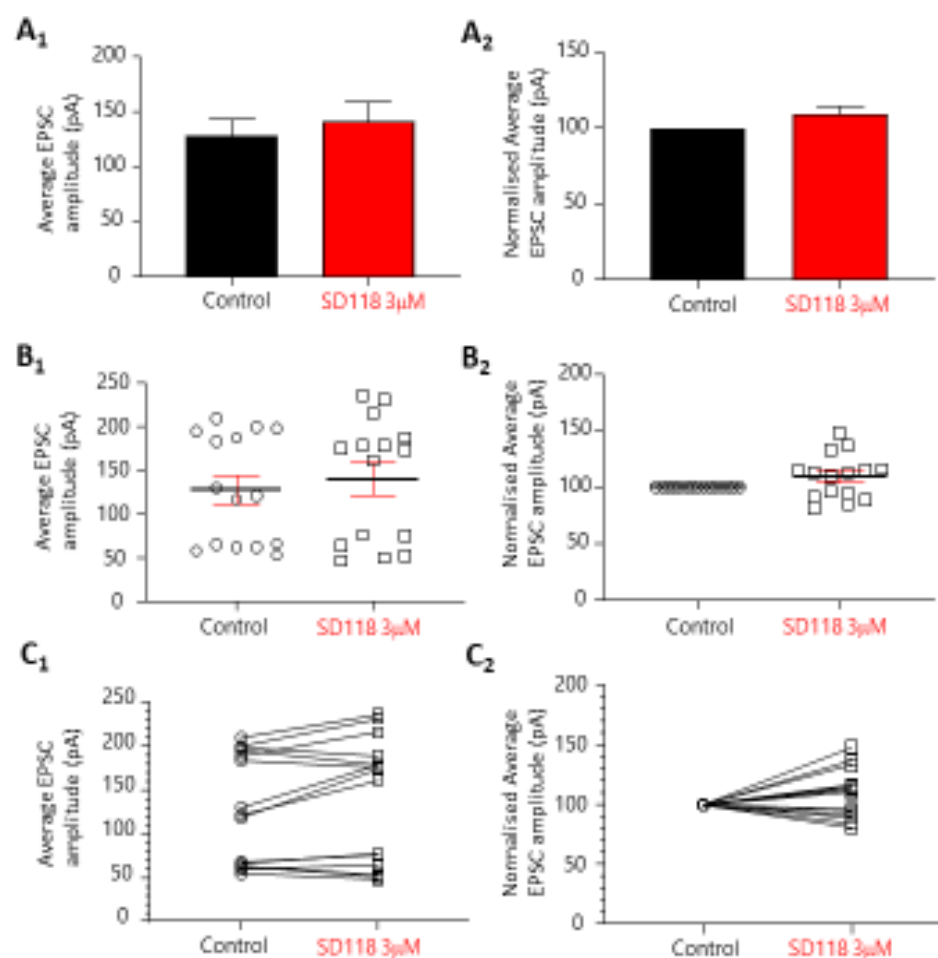 A1
Average EPSC
amplitude (pA)
200
150
100
50
0
Control
SD118 3μM
A2
Normalised Average
EPSC amplitude (pA)
150
100
50
0
Control
SD118 3μM
B1
Average EPSC
amplitude (pA)
250
200
150
100
50
0
Control
SD118 3μM
B2
Normalised Average
EPSC amplitude (pA)
200
150
100
50
0
Control
SD118 3μM
C1
Average EPSC
amplitude (pA)
250
200
150
100
50
0
Control
SD118 3μM
C2
Normalised Average
EPSC amplitude (pA)
200
150
100
50
0
Control
SD118 3μM